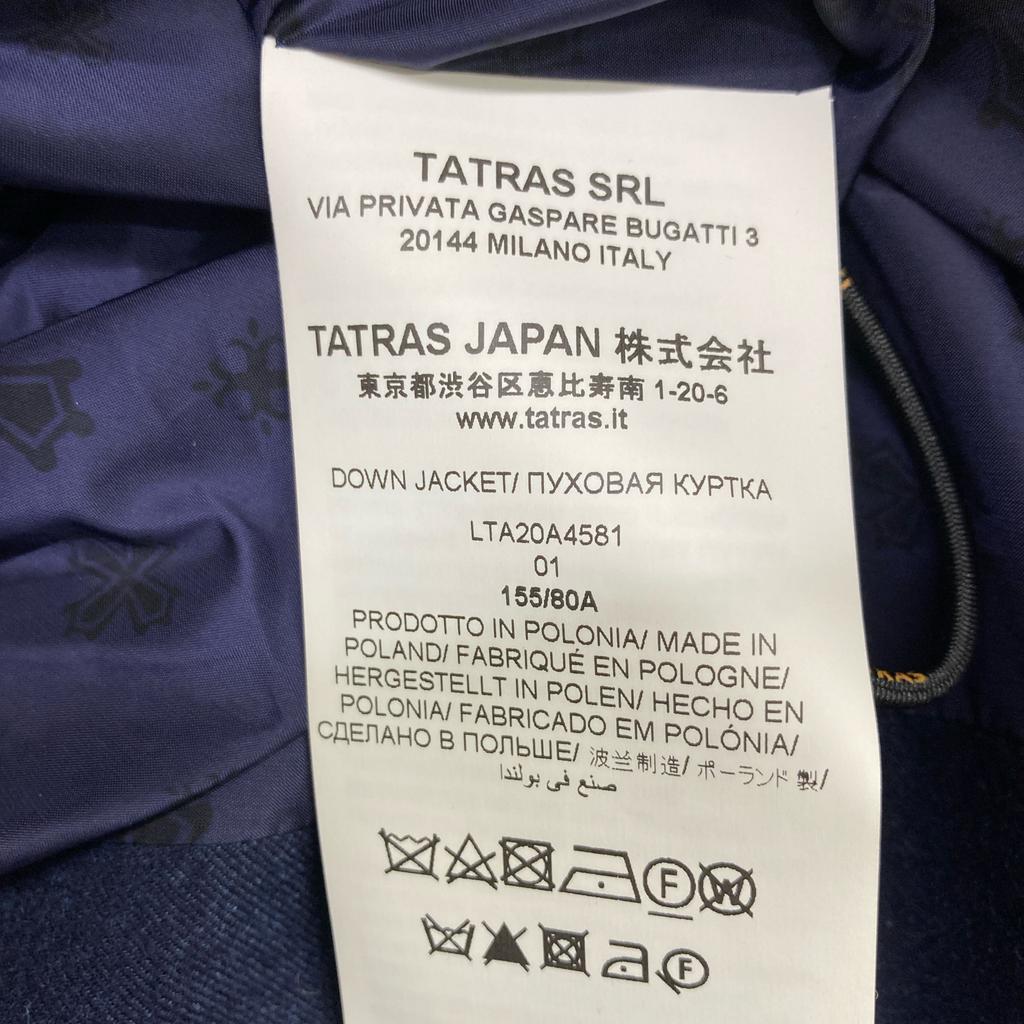 TATRAS SRL
VIA PRIVATA GASPARE BUGATTI 3
20144 MILANO ITALY
TATRAS JAPAN 株式会社
東京都渋谷区恵比寿南 1-20-6
www.tatras.it
DOWN JACKET/ ПУХОВАЯ КУРТКА
LTA20A4581
01
155/80A
PRODOTTO IN POLONIA/ MADE IN
POLAND/ FABRIQUÉ EN POLOGNE/
HERGESTELLT IN POLEN/ HECHO EN
POLONIA/ FABRICADO EM POLÓNIA/
СДЕЛАНО В ПОЛЬШЕ/ 波兰制造/ ポーランド 製/
صنع في بولندا
F W
F